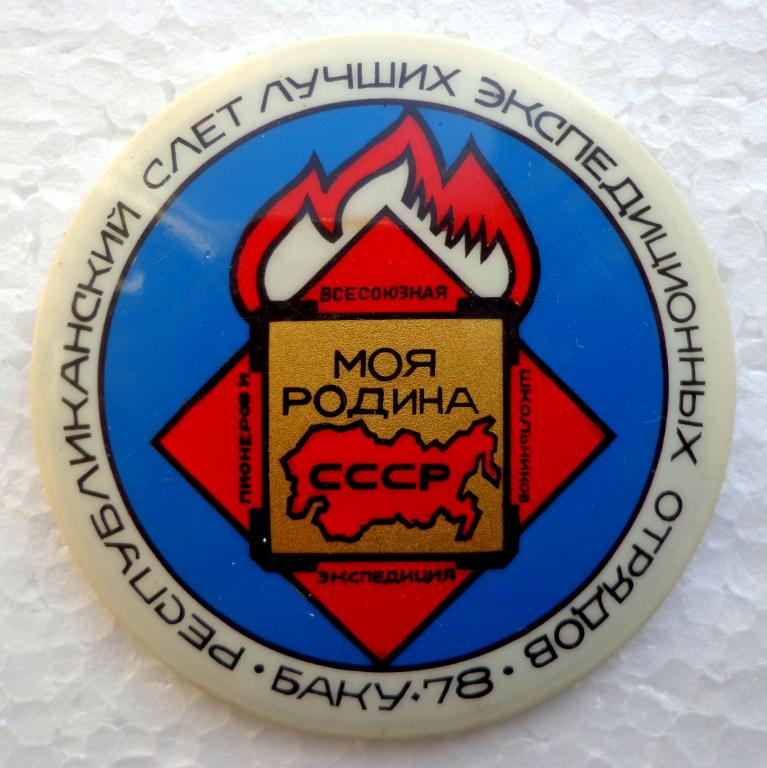 РЕСПУБЛИКАНСКИЙ СЛЕТ ЛУЧШИХ ЭКСПЕДИЦИОННЫХ ОТРЯДОВ
• БАКУ•78 •
ВСЕСОЮЗНАЯ
ЭКСПЕДИЦИЯ
ПИОНЕРОВ И
ШКОЛЬНИКОВ
МОЯ
РОДИНА
СССР